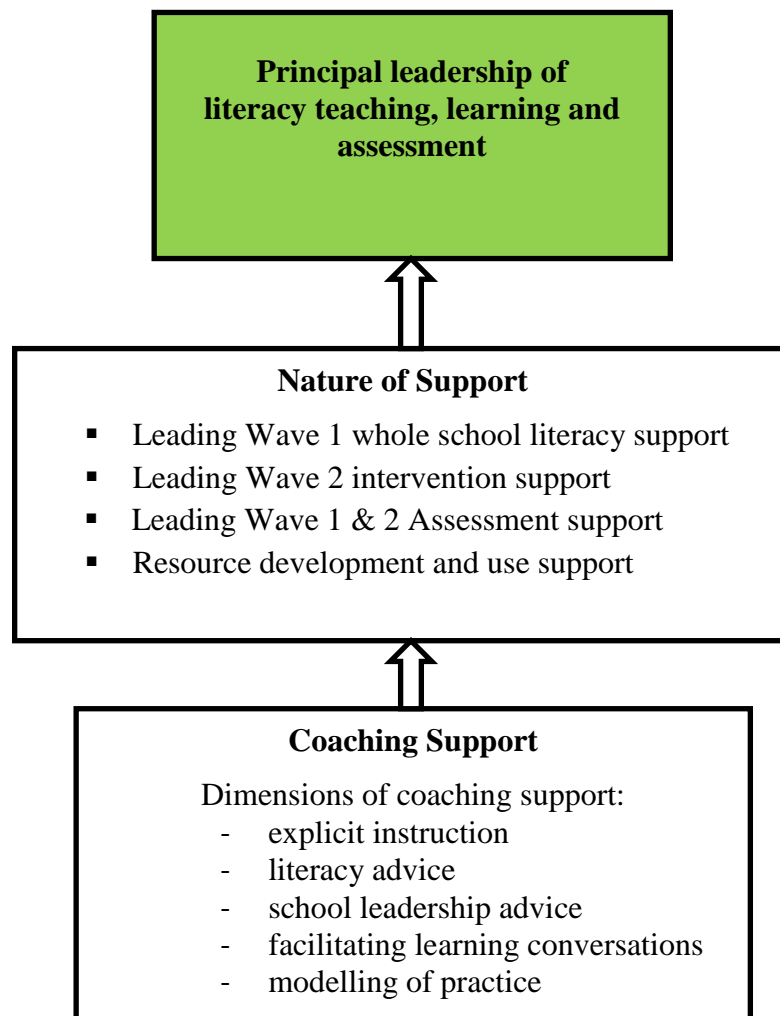 Principal leadership of
literacy teaching, learning and
assessment
Nature of Support
▪ Leading Wave 1 whole school literacy support
▪ Leading Wave 2 intervention support
▪ Leading Wave 1 & 2 Assessment support
▪ Resource development and use support
Coaching Support
Dimensions of coaching support:
- explicit instruction
- literacy advice
- school leadership advice
- facilitating learning conversations
- modelling of practice